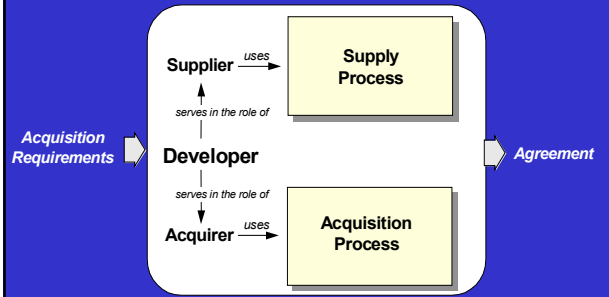 Supplier
uses
Supply
Process
serves in the role of
Acquisition
Requirements
Developer
Agreement
serves in the role of
Acquirer
uses
Acquisition
Process